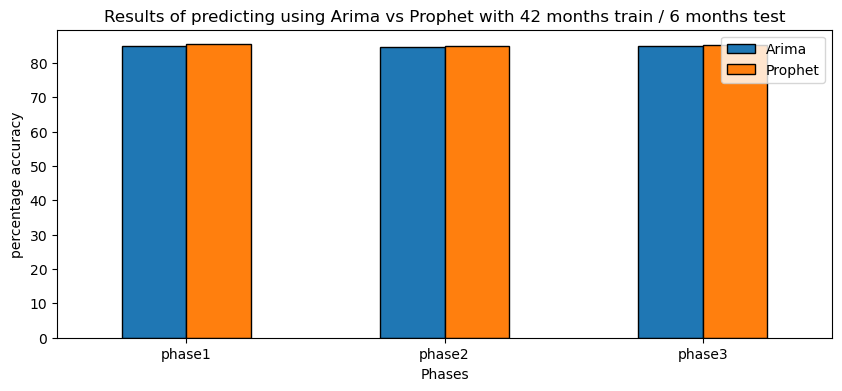 Results of predicting using Arima vs Prophet with 42 months train / 6 months test
Arima
Prophet
percentage accuracy
80
70
60
50
40
30
20
10
0
phase1 phase2 phase3
Phases